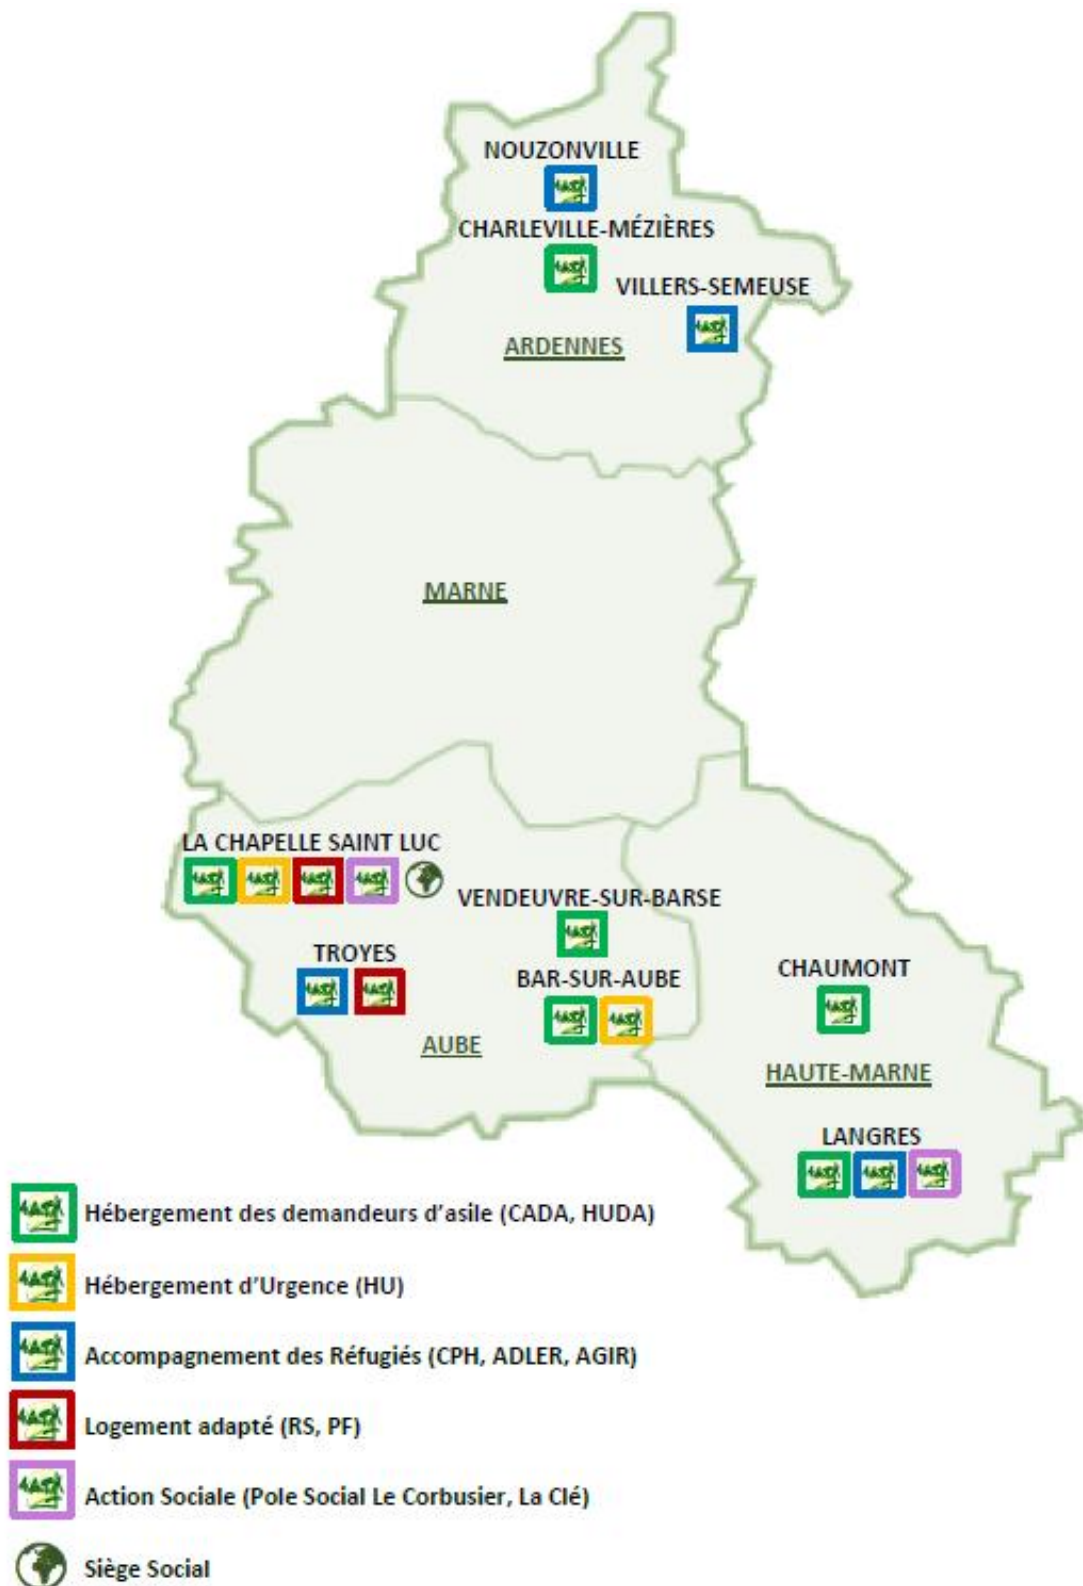 NOUZONVILLE
CHARLEVILLE-MÉZIÈRES
VILLERS-SEMEUSE
ARDENNES
MARNE
LA CHAPELLE SAINT LUC
VENDEUVRE-SUR-BARSE
TROYES
BAR-SUR-AUBE
CHAUMONT
AUBE
HAUTE-MARNE
LANGRES
Hébergement des demandeurs d'asile (CADA, HUDA)
Hébergement d'Urgence (HU)
Accompagnement des Réfugiés (CPH, ADLER, AGIR)
Logement adapté (RS, PF)
Action Sociale (Pole Social Le Corbusier, La Clé)
Siège Social